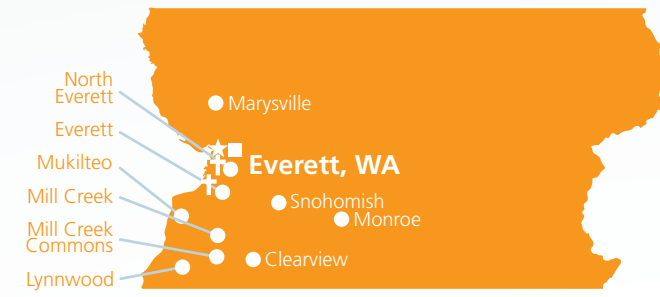 North
Everett
Everett
Mukilteo
Mill Creek
Mill Creek
Commons
Lynnwood
Marysville
Everett, WA
Snohomish
Monroe
Clearview